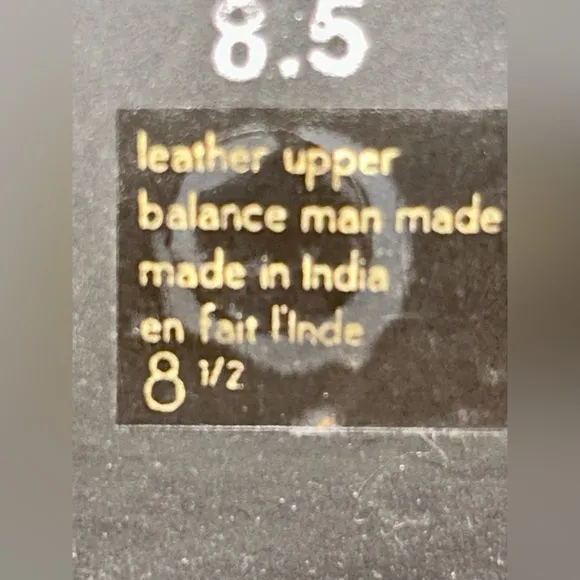 8.5
leather upper
balance man made
made in India
en fait l'Inde
8 1/2